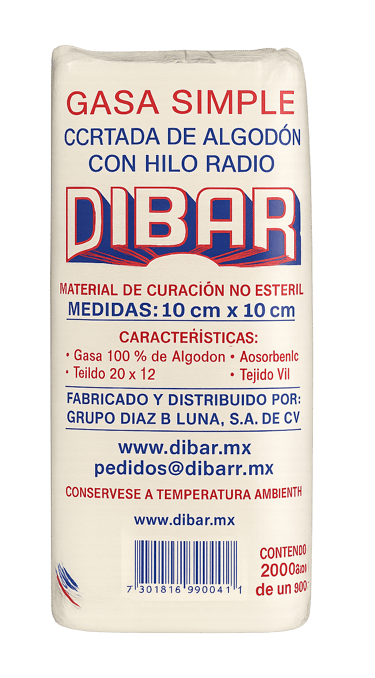 GASA SIMPLE
CCRTADA DE ALGODÓN
CON HILO RADIO
DIBAR
MATERIAL DE CURACIÓN NO ESTERIL
MEDIDAS: 10 cm x 10 cm
CARACTEŔISTICAS:
• Gasa 100 % de Algodon • Aosorbenlc
• Teildo 20 x 12 • Tejido Vil
FABRICADO Y DISTRIBUIDO POR:
GRUPO DIAZ B LUNA, S.A. DE CV
www.dibar.mx
pedidos@dibarr.mx
CONSERVESE A TEMPERATURA AMBIENTH
www.dibar.mx
CONTENDO
de un 900
7 301816 990041 1